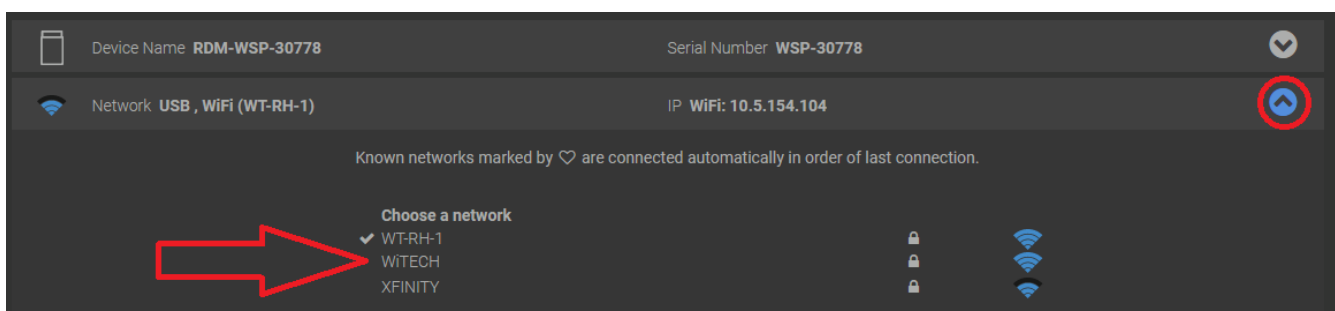 Device Name RDM-WSP-30778 Serial Number WSP-30778
Network USB , WiFi (WT-RH-1) IP WiFi: 10.5.154.104
Known networks marked by ♡ are connected automatically in order of last connection.
Choose a network
WT-RH-1
WiTECH
XFINITY